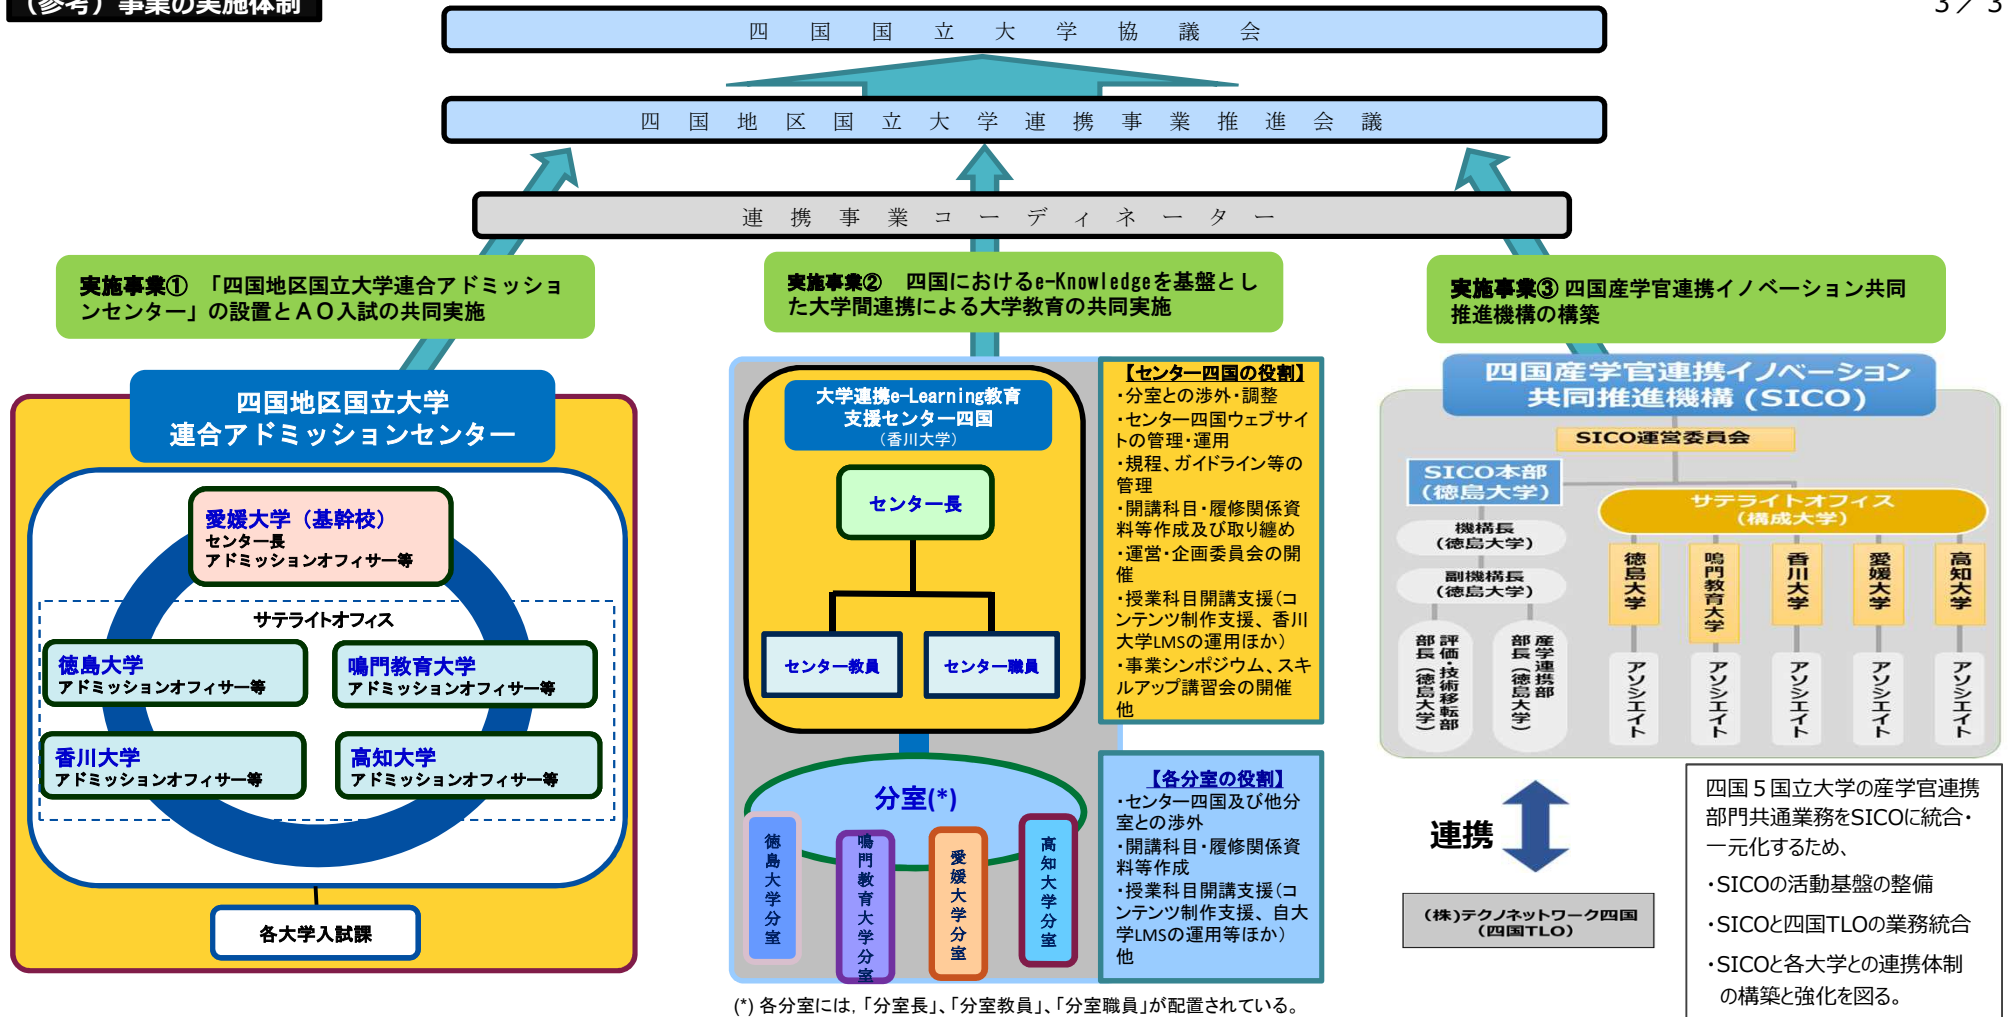 (参考）事業の実施体制
3／3
四国国立大学協議会
四国地区国立大学連携事業推進会議
連携事業コーディネーター
実施事業① 「四国地区国立大学連合アドミッショ
ンセンター」の設置とＡＯ入試の共同実施
四国地区国立大学
連合アドミッションセンター
愛媛大学（基幹校）
センター長
アドミッションオフィサー等
サテライトオフィス
徳島大学
アドミッションオフィサー等
鳴門教育大学
アドミッションオフィサー等
香川大学
アドミッションオフィサー等
高知大学
アドミッションオフィサー等
各大学入試課
実施事業② 四国におけるe-Knowledgeを基盤とし
た大学間連携による大学教育の共同実施
大学連携e-Learning教育
支援センター四国
（香川大学）
センター長
センター教員
センター職員
【センター四国の役割】
・分室との渉外・調整
・センター四国ウェブサイ
トの管理・運用
・規程、ガイドライン等の
管理
・開講科目・履修関係資
料等作成及び取り纏め
・運営・企画委員会の開
催
・授業科目開講支援（コ
ンテンツ制作支援、香川
大学LMSの運用ほか）
・事業シンポジウム、スキ
ルアップ講習会の開催
他
分室(*)
徳島大学分室
鳴門教育大学分室
愛媛大学分室
高知大学分室
【各分室の役割】
・センター四国及び他分
室との渉外
・開講科目・履修関係資
料等作成
・授業科目開講支援（コ
ンテンツ制作支援、自大
学LMSの運用等ほか）
他
(*) 各分室には,「分室長」、「分室教員」、「分室職員」が配置されている。
実施事業③ 四国産学官連携イノベーション共同
推進機構の構築
四国産学官連携イノベーション
共同推進機構（SICO）
SICO運営委員会
SICO本部
（徳島大学）
サテライトオフィス
（構成大学）
機構長
（徳島大学）
副機構長
（徳島大学）
評価・技術移転部
部長（徳島大学）
産学連携部
部長（徳島大学）
徳島大学
鳴門教育大学
香川大学
愛媛大学
高知大学
アソシエイト
アソシエイト
アソシエイト
アソシエイト
アソシエイト
連携
(株)テクノネットワーク四国
（四国TLO）
四国５国立大学の産学官連携
部門共通業務をSICOに統合・
一元化するため、
・SICOの活動基盤の整備
・SICOと四国TLOの業務統合
・SICOと各大学との連携体制
の構築と強化を図る。